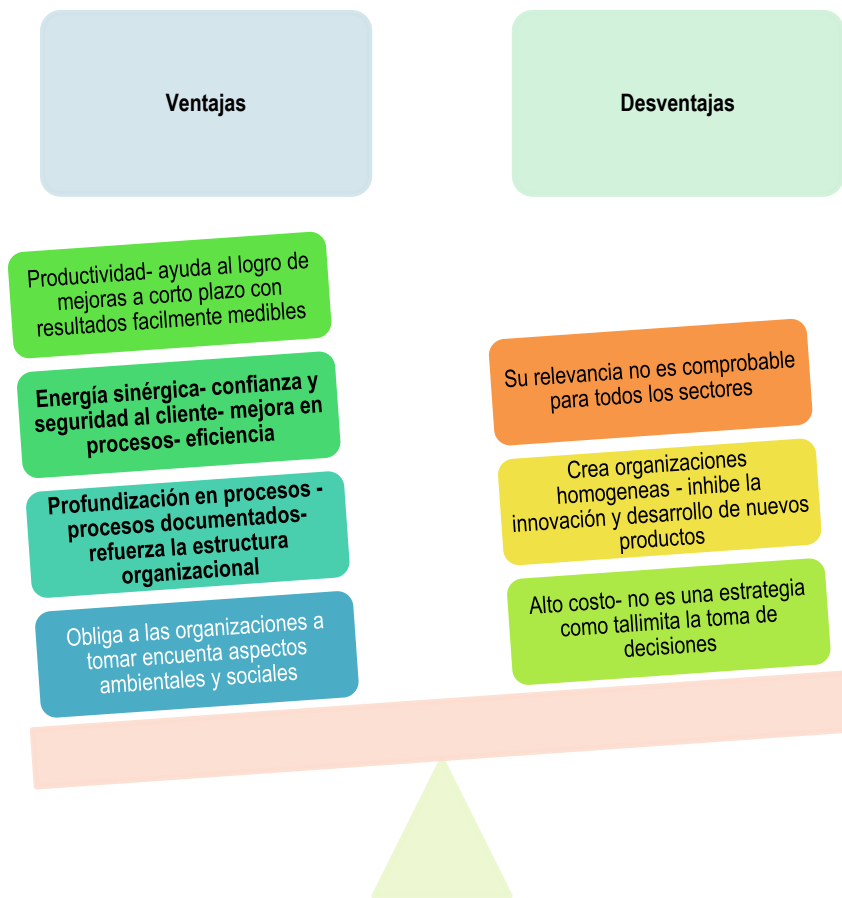 Ventajas
Desventajas
Productividad- ayuda al logro de
mejoras a corto plazo con
resultados facilmente medibles
Energía sinérgica- confianza y
seguridad al cliente- mejora en
procesos- eficiencia
Profundización en procesos -
procesos documentados-
refuerza la estructura
organizacional
Obliga a las organizaciones a
tomar encuenta aspectos
ambientales y sociales
Su relevancia no es comprobable
para todos los sectores
Crea organizaciones
homogeneas - inhibe la
innovación y desarrollo de nuevos
productos
Alto costo- no es una estrategia
como tallimita la toma de
decisiones